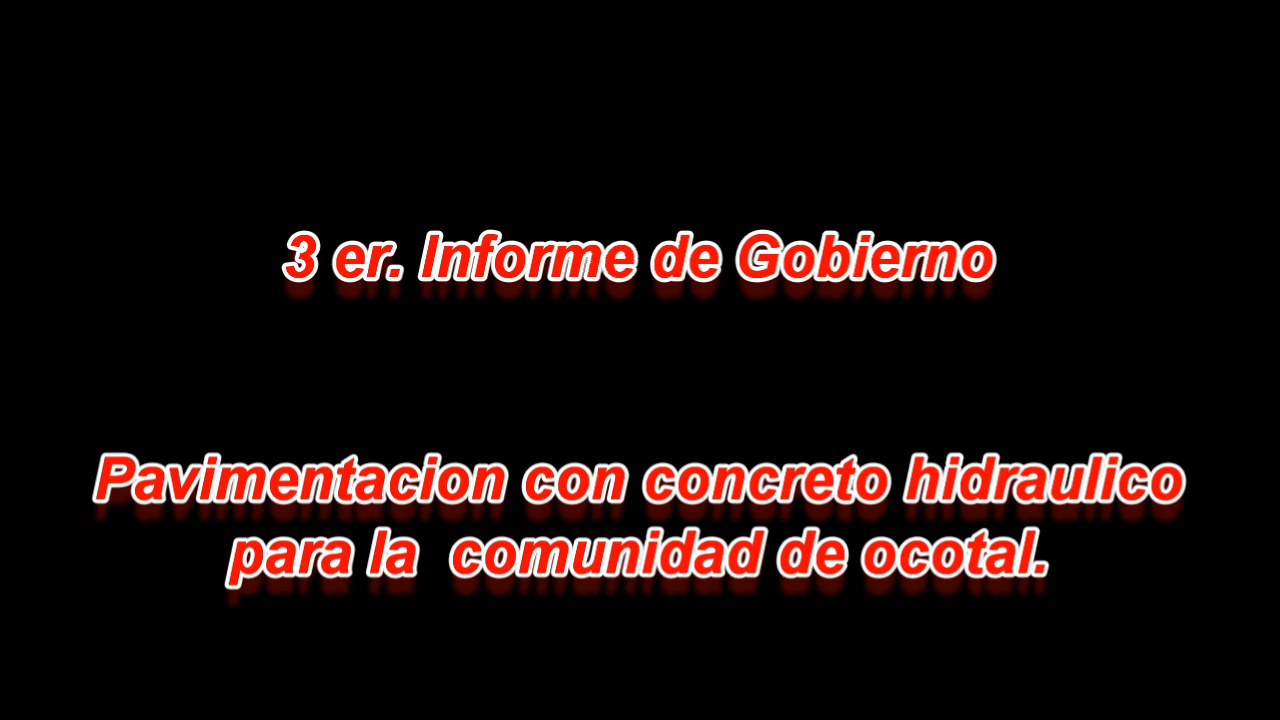 3 er. Informe de Gobierno
Pavimentacion con concreto hidraulico
para la comunidad de ocotal.